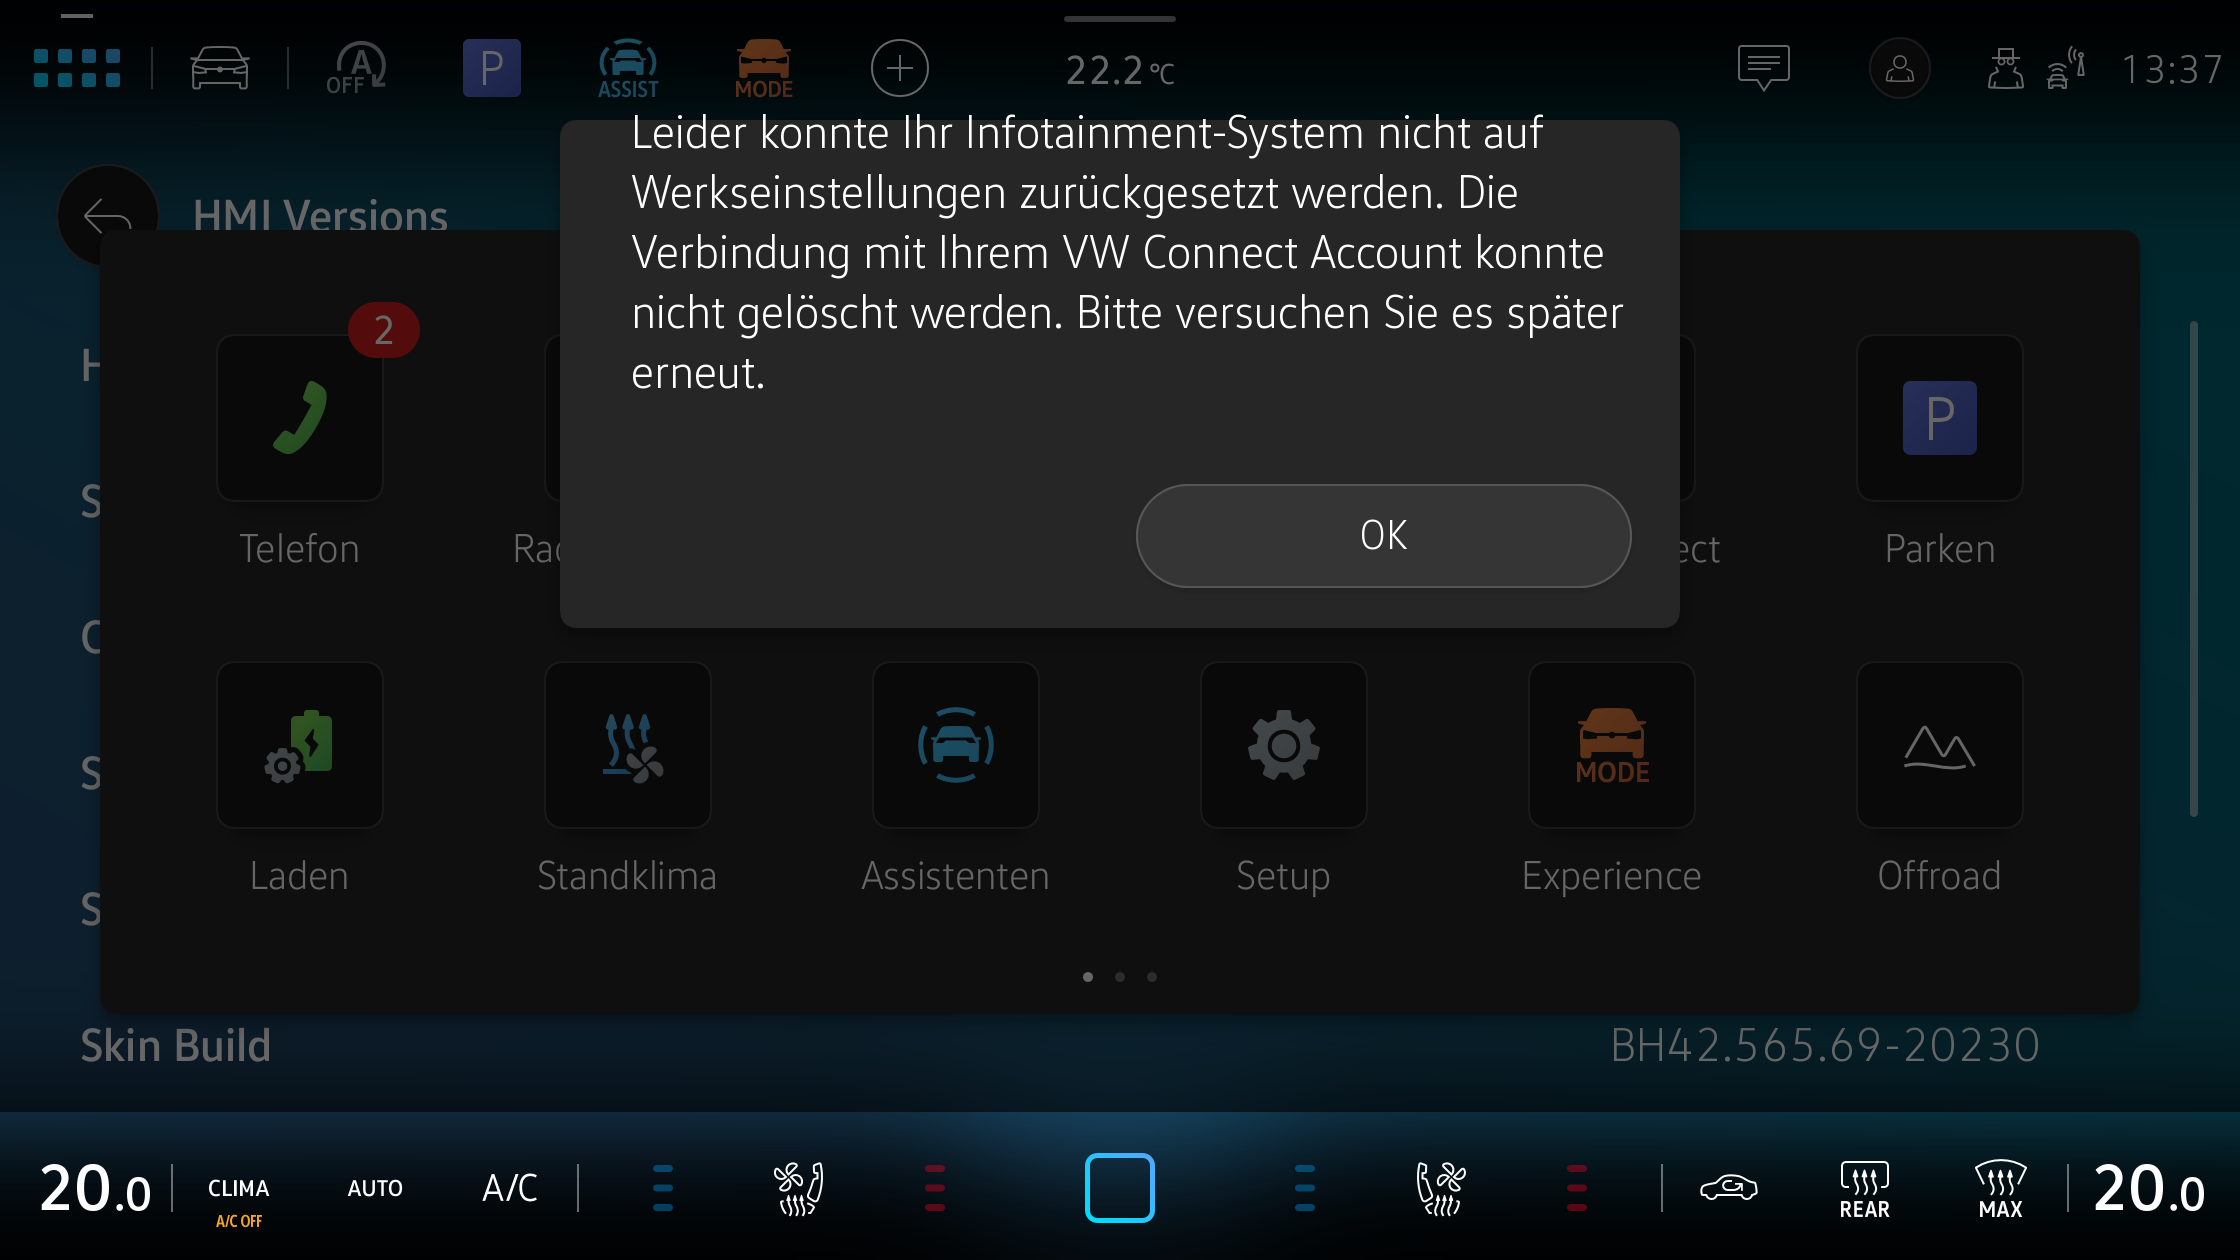 OFF
A
P
ASSIST
MODE
22.2 °C
13:37
HMI Versions
Leider konnte Ihr Infotainment-System nicht auf
Werkseinstellungen zurückgesetzt werden. Die
Verbindung mit Ihrem VW Connect Account konnte
nicht gelöscht werden. Bitte versuchen Sie es später
erneut.
OK
2
P
Telefon
Parken
MODE
Laden
Standklima
Assistenten
Setup
Experience
Offroad
Skin Build
BH42.565.69-20230
20.0
CLIMA
A/C OFF
AUTO
A/C
REAR
MAX
20.0